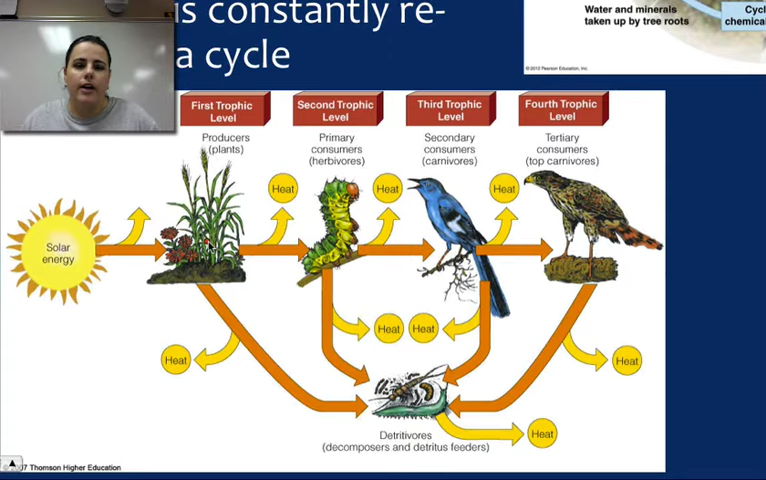 is constantly re-
a cycle
Water and minerals
taken up by tree roots
Cycl
chemica
© 2012 Pearson Education, Inc.
First Trophic
Level
Second Trophic
Level
Third Trophic
Level
Fourth Trophic
Level
Producers
(plants)
Primary
consumers
(herbivores)
Secondary
consumers
(carnivores)
Tertiary
consumers
(top carnivores)
Heat
Heat
Heat
Solar
energy
Heat
Heat
Heat
Heat
Heat
Detritivores
(decomposers and detritus feeders)
07 Thomson Higher Education